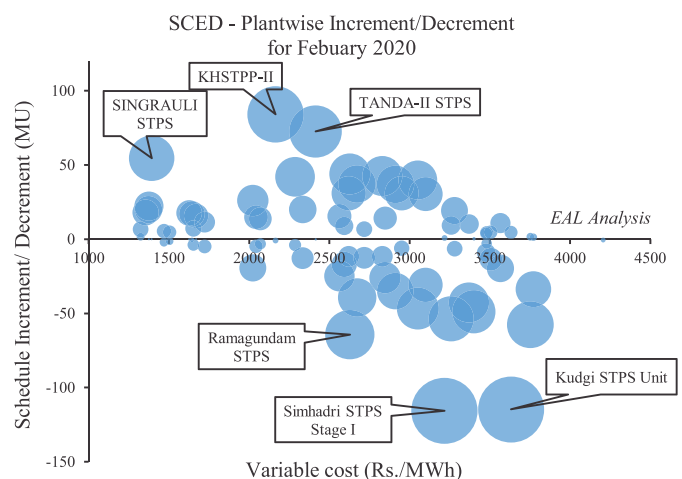 SCED - Plantwise Increment/Decrement
for Febuary 2020
Schedule Increment/ Decrement (MU)
100
50
0
-50
-100
-150
1000 1500 2000 2500 3000 3500 4000 4500
KHSTPP-II
TANDA-II STPS
SINGRAULI
STPS
EAL Analysis
Ramagundam
STPS
Simhadri STPS
Stage I
Kudgi STPS Unit
Variable cost (Rs./MWh)